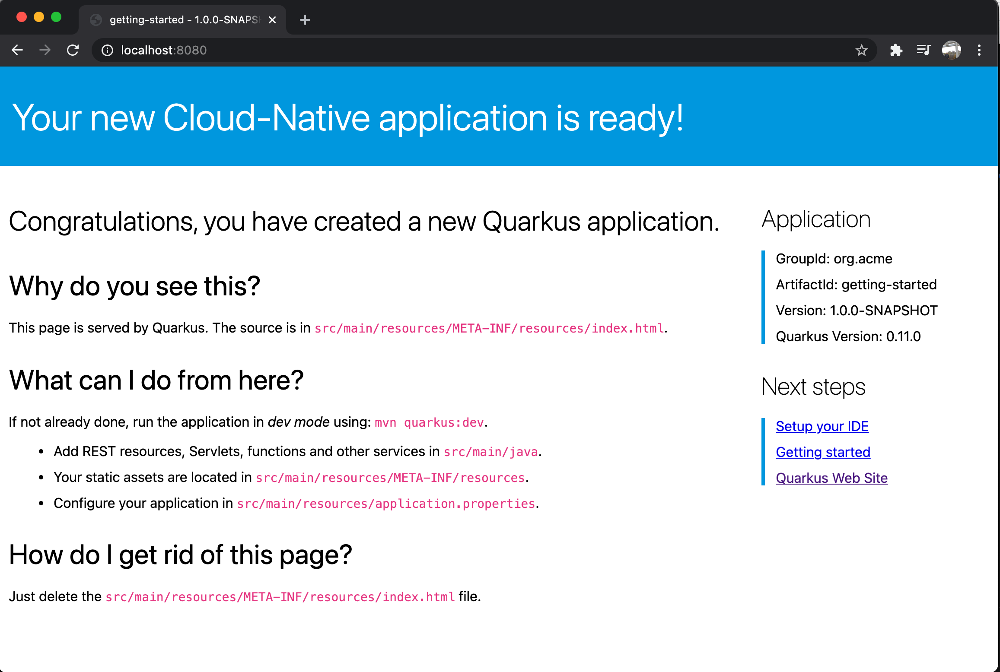 getting-started - 1.0.0-SNAPS
localhost:8080
Your new Cloud-Native application is ready!
Congratulations, you have created a new Quarkus application.
Why do you see this?
This page is served by Quarkus. The source is in src/main/resources/META-INF/resources/index.html.
What can I do from here?
If not already done, run the application in dev mode using: mvn quarkus:dev.
• Add REST resources, Servlets, functions and other services in src/main/java.
• Your static assets are located in src/main/resources/META-INF/resources.
• Configure your application in src/main/resources/application.properties.
How do I get rid of this page?
Just delete the src/main/resources/META-INF/resources/index.html file.
Application
GroupId: org.acme
ArtifactId: getting-started
Version: 1.0.0-SNAPSHOT
Quarkus Version: 0.11.0
Next steps
Setup your IDE
Getting started
Quarkus Web Site